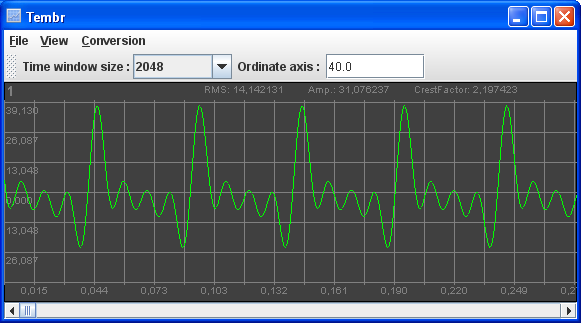 Tembr
File View Conversion
Time window size : 2048 Ordinate axis : 40.0
1 RMS: 14,142131 Amp.: 31,076237 CrestFactor: 2,197423
39,130
26,087
13,048
0,000
13,048
26,087
0,015 0,044 0,073 0,103 0,132 0,161 0,190 0,220 0,249